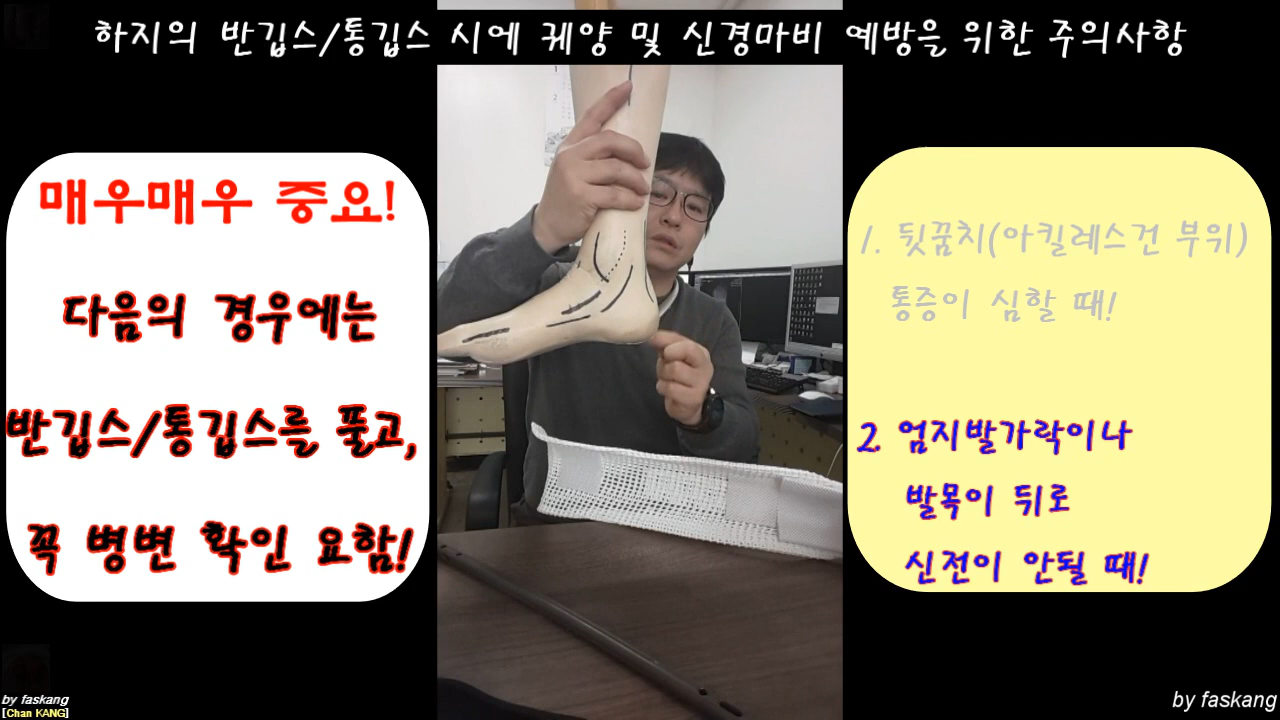 하지의 반깁스/통깁스 시에 궤양 및 신경마비 예방을 위한 주의사항
매우매우 중요!
다음의 경우에는
반깁스/통깁스를 풀고,
꼭 병변 확인 요함!
1. 뒷꿈치(아킬레스건 부위)
통증이 심할 때!
2. 엄지발가락이나
발목이 뒤로
신전이 안될 때!
by faskang
[Chan KANG]
by faskang